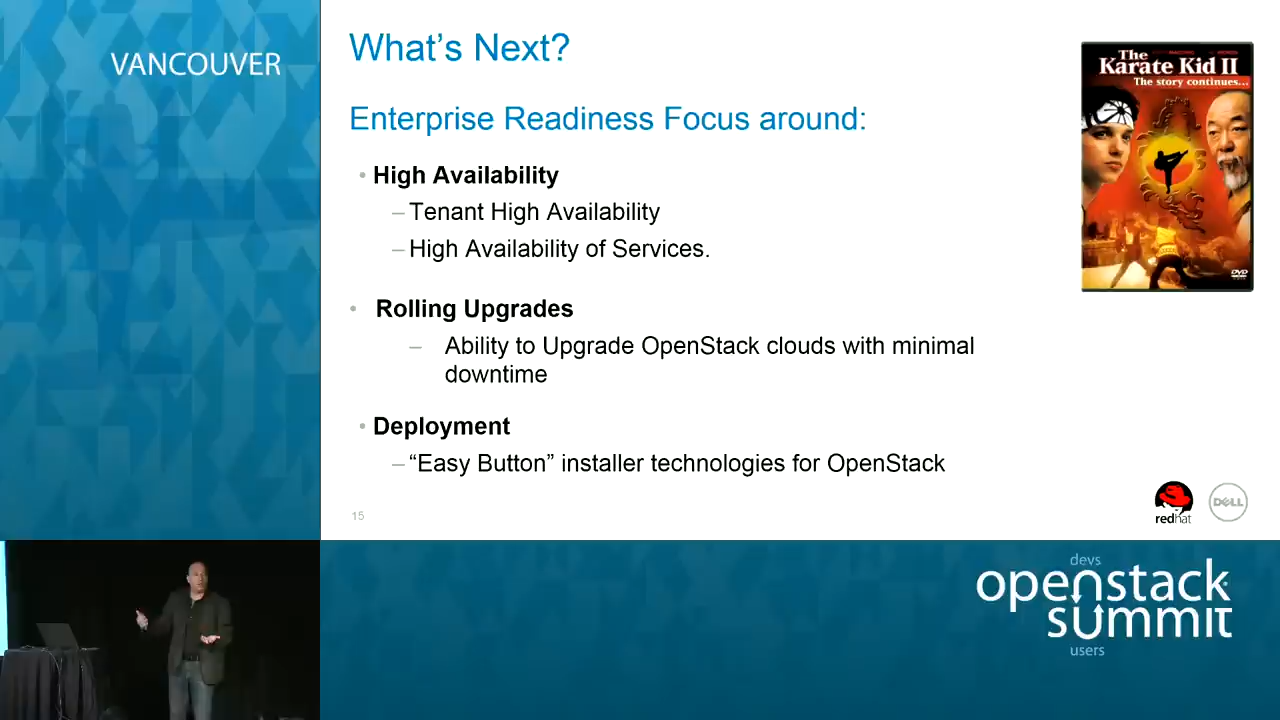 VANCOUVER
What's Next?
Enterprise Readiness Focus around:
• High Availability
– Tenant High Availability
– High Availability of Services.
• Rolling Upgrades
– Ability to Upgrade OpenStack clouds with minimal
downtime
• Deployment
– “Easy Button” installer technologies for OpenStack
15
The
Karate Kid II
The story continues...
DVD
redhat
DELL
devs
openstack
summit
users